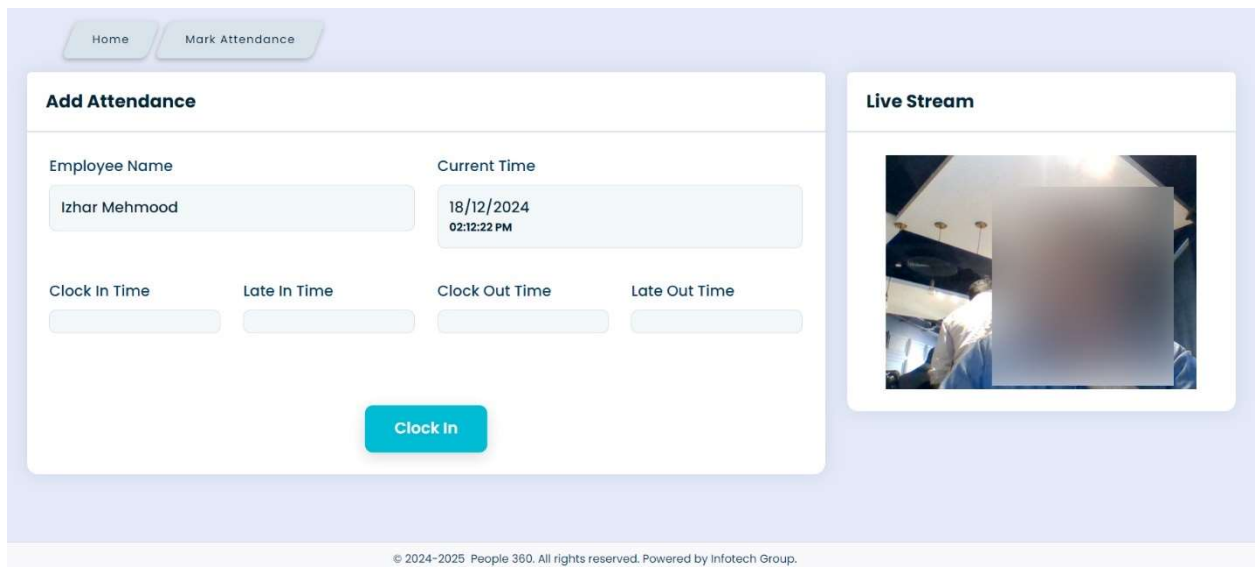 Home Mark Attendance
Add Attendance
Employee Name
Izhar Mehmood
Current Time
18/12/2024
02:12:22 PM
Clock In Time Late In Time Clock Out Time Late Out Time
Clock In
Live Stream
© 2024-2025 People 360. All rights reserved. Powered by Infotech Group.